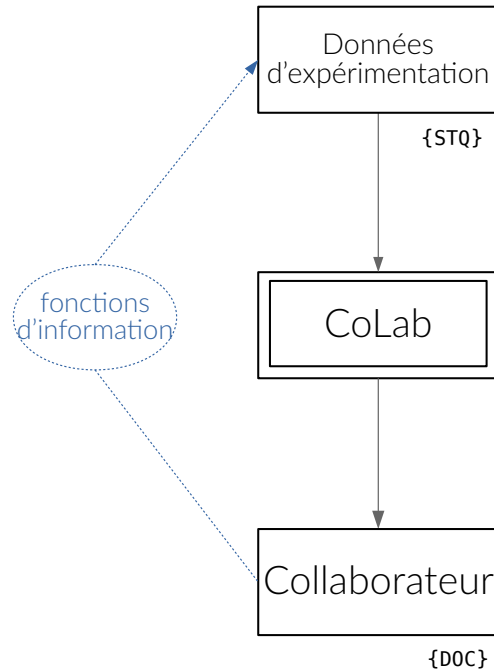 Données
d'expérimentation
{STQ}
fonctions
d'information
CoLab
Collaborateur
{DOC}